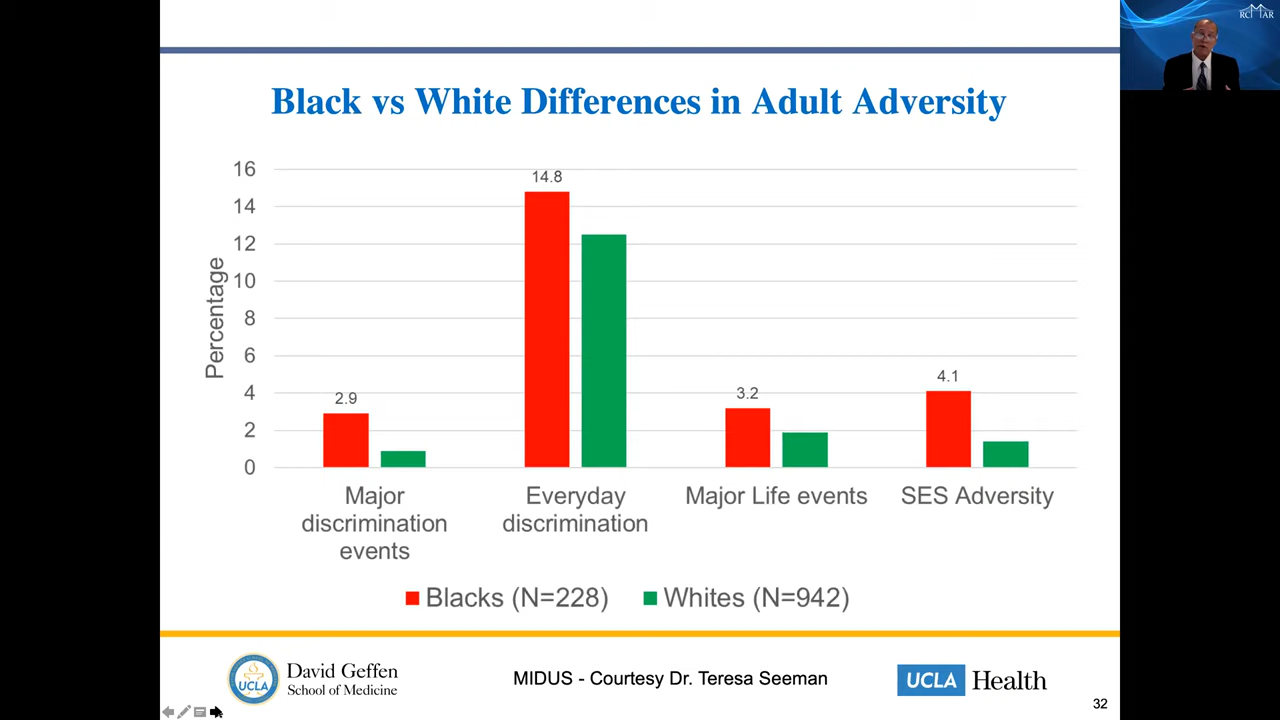 RCMAR
Black vs White Differences in Adult Adversity
Percentage
16
14
12
10
8
6
4
2
0
2.9
14.8
3.2
4.1
Major
discrimination
events
Everyday
discrimination
Major Life events
SES Adversity
Blacks (N=228)
Whites (N=942)
UCLA
David Geffen
School of Medicine
MIDUS - Courtesy Dr. Teresa Seeman
UCLA Health
32